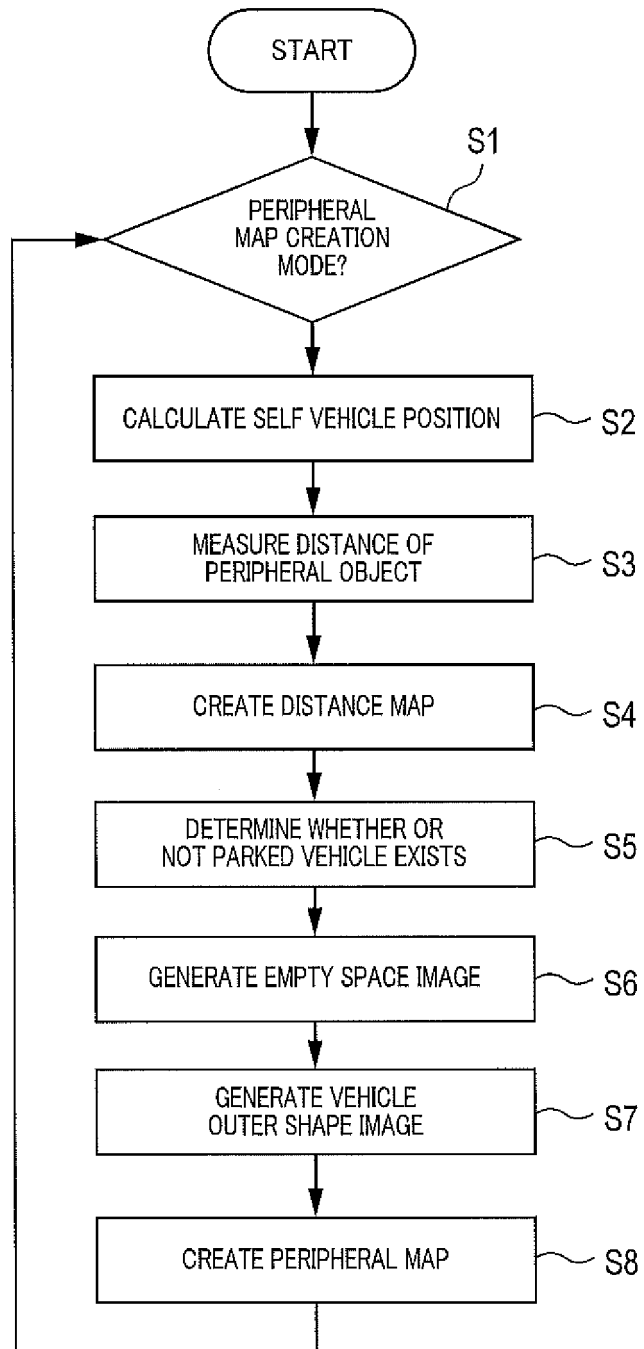 START
S1
PERIPHERAL
MAP CREATION
MODE?
CALCULATE SELF VEHICLE POSITION
S2
MEASURE DISTANCE OF
PERIPHERAL OBJECT
S3
CREATE DISTANCE MAP
S4
DETERMINE WHETHER OR
NOT PARKED VEHICLE EXISTS
S5
GENERATE EMPTY SPACE IMAGE
S6
GENERATE VEHICLE
OUTER SHAPE IMAGE
S7
CREATE PERIPHERAL MAP
S8